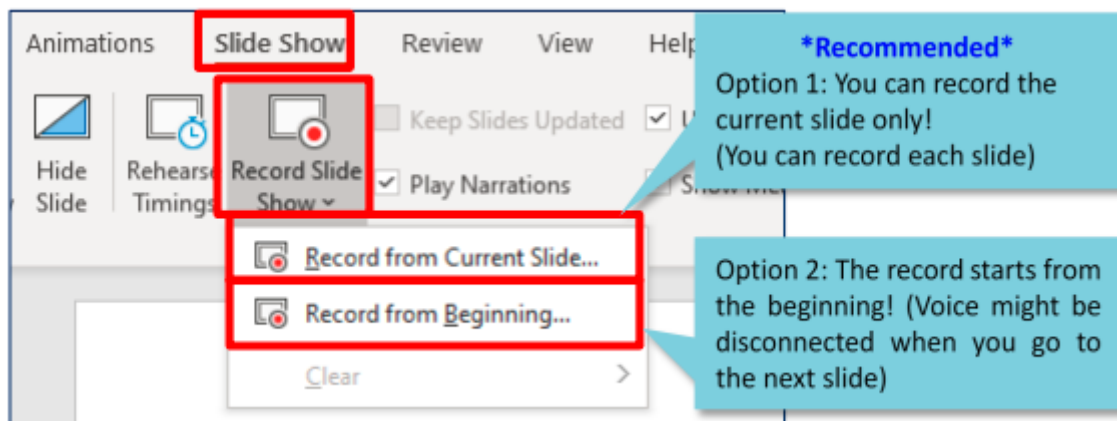 Animations Slide Show Review View Help
Hide
Slide
Rehearse
Timings
Record Slide
Show
Keep Slides Updated
Play Narrations
Record from Current Slide...
Record from Beginning...
Clear
*Recommended*
Option 1: You can record the
current slide only!
(You can record each slide)
Option 2: The record starts from
the beginning! (Voice might be
disconnected when you go to
the next slide)